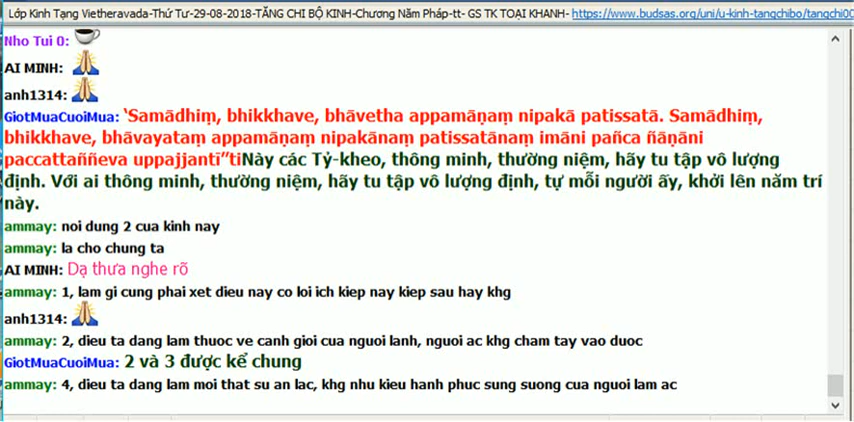 Lớp Kinh Tạng Vietheravada-Thứ Tư-29-08-2018-TĂNG CHI BỘ KINH-Chương Năm Pháp-tt- GS TK TOẠI KHANH- https://www.budsas.org/uni/u-kinh-tangchibo/tangchi00
Nho Tui 0:
AI MINH:
anh1314:
GiotMuaCuoiMua: ‘Samādhiṃ, bhikkhave, bhāvetha appamāṇaṃ nipakā patissatā. Samādhiṃ,
bhikkhave, bhāvayataṃ appamāṇaṃ nipakānaṃ patissatānaṃ imāni pañca ñāṇāni
paccattaññeva uppajjantī’’tiNày các Tỷ-kheo, thông minh, thường niệm, hãy tu tập vô lượng
định. Với ai thông minh, thường niệm, hãy tu tập vô lượng định, tự mỗi người ấy, khởi lên năm trí
này.
ammay: noi dung 2 cua kinh nay
ammay: la cho chung ta
AI MINH: Dạ thưa nghe rõ
ammay: 1, lam gi cung phai xet dieu nay co loi ich kiep nay kiep sau hay khg
anh1314:
ammay: 2, dieu ta dang lam thuoc ve canh gioi cua nguoi lanh, nguoi ac khg cham tay vao duoc
GiotMuaCuoiMua: 2 và 3 được kể chung
ammay: 4, dieu ta dang lam moi that su an lac, khg nhu kieu hanh phuc sung suong cua nguoi lam ac